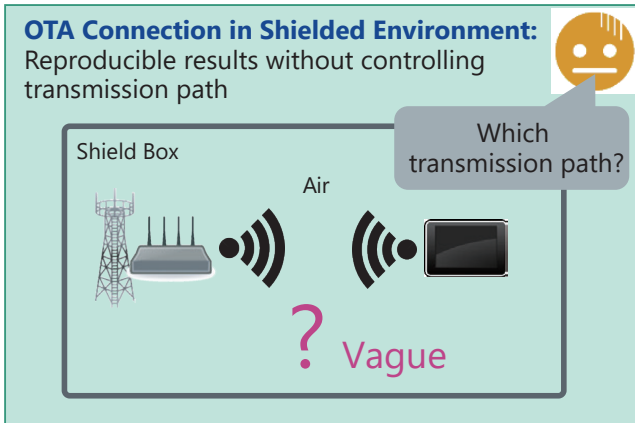 OTA Connection in Shielded Environment:
Reproducible results without controlling
transmission path
Which
transmission path?
Shield Box
Air
? Vague